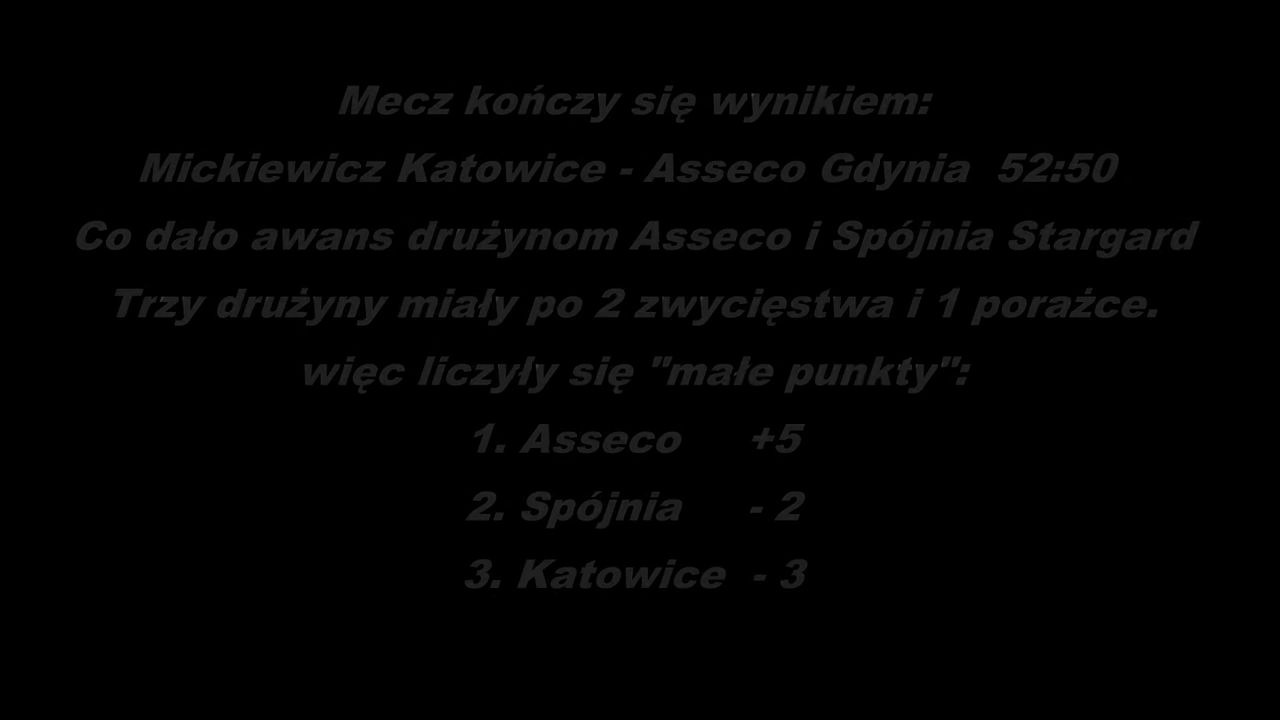 Mecz kończy się wynikiem:
Mickiewicz Katowice - Asseco Gdynia 52:50
Co dało awans drużynom Asseco i Spójnia Stargard
Trzy drużyny miały po 2 zwycięstwa i 1 porażce.
więc liczyły się "małe punkty":
1. Asseco +5
2. Spójnia - 2
3. Katowice - 3